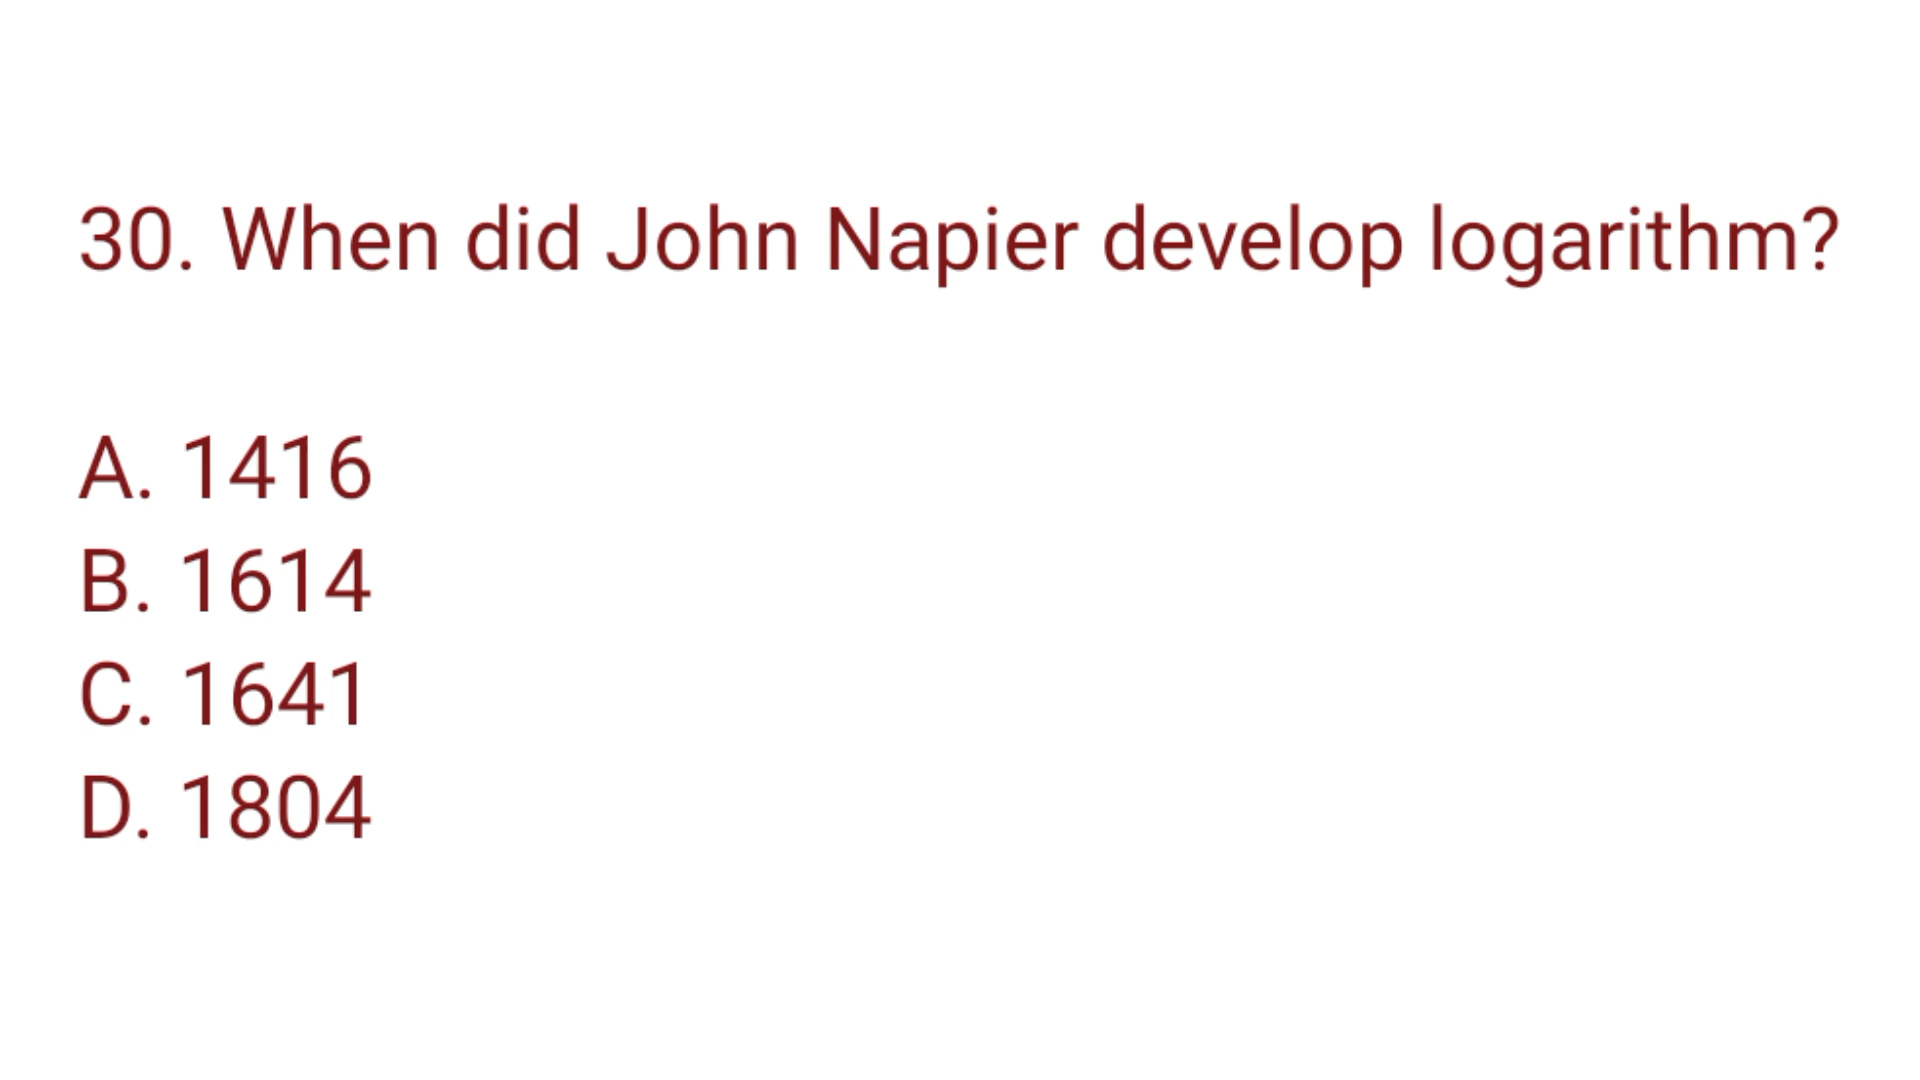 30. When did John Napier develop logarithm?
A. 1416
B. 1614
C. 1641
D. 1804